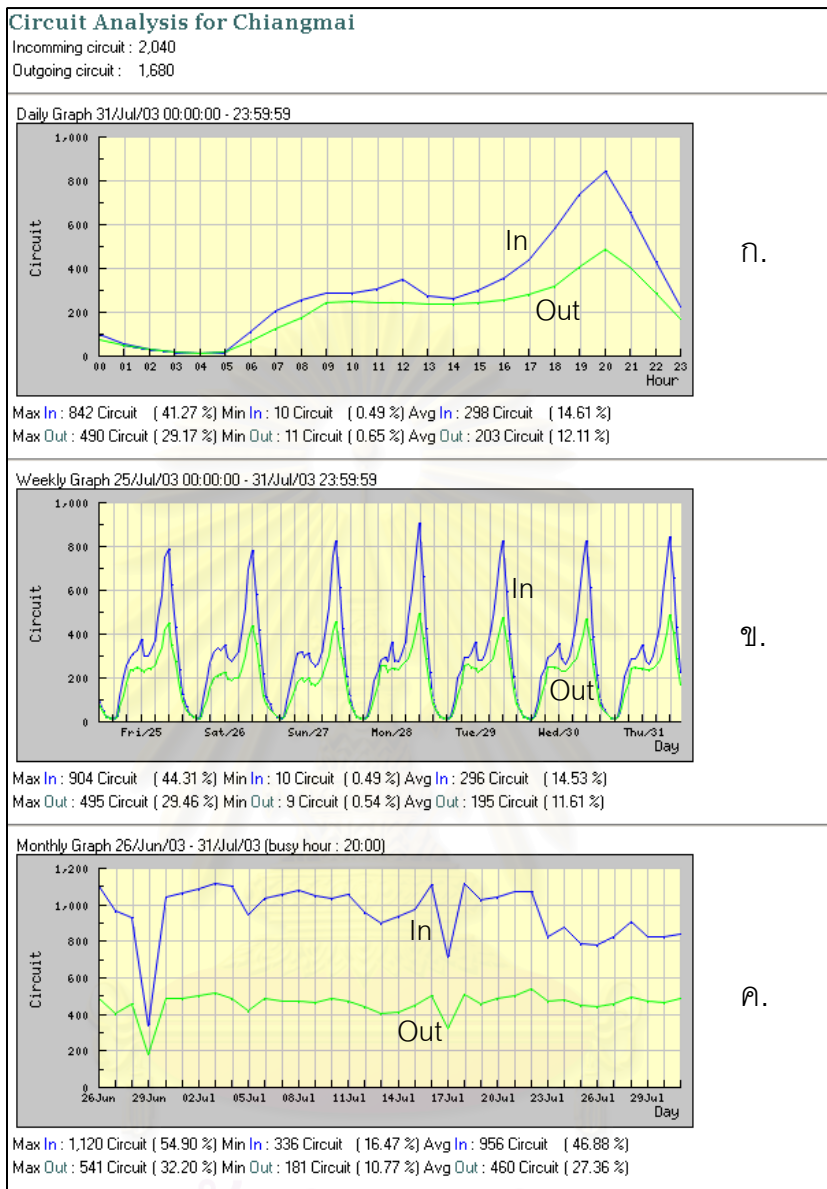 Circuit Analysis for Chiangmai
Incomming circuit : 2,040
Outgoing circuit : 1,680
Daily Graph 31/Jul/03 00:00:00 - 23:59:59
1,000
800
600
400
200
0
Circuit
In
Out
00 01 02 03 04 05 06 07 08 09 10 11 12 13 14 15 16 17 18 19 20 21 22 23
Hour
ก.
Max In : 842 Circuit ( 41.27 %) Min In : 10 Circuit ( 0.49 %) Avg In : 298 Circuit ( 14.61 %)
Max Out : 490 Circuit ( 29.17 %) Min Out : 11 Circuit ( 0.65 %) Avg Out : 203 Circuit ( 12.11 %)
Weekly Graph 25/Jul/03 00:00:00 - 31/Jul/03 23:59:59
1,000
800
600
400
200
0
Circuit
In
Out
Fri/25 Sat/26 Sun/27 Mon/28 Tue/29 Wed/30 Thu/31
Day
ข.
Max In : 904 Circuit ( 44.31 %) Min In : 10 Circuit ( 0.49 %) Avg In : 296 Circuit ( 14.53 %)
Max Out : 495 Circuit ( 29.46 %) Min Out : 9 Circuit ( 0.54 %) Avg Out : 195 Circuit ( 11.61 %)
Monthly Graph 26/Jun/03 - 31/Jul/03 (busy hour : 20:00)
1,200
1,000
800
600
400
200
0
Circuit
In
Out
26Jun 29Jun 02Jul 05Jul 08Jul 11Jul 14Jul 17Jul 20Jul 23Jul 26Jul 29Jul
Day
ค.
Max In : 1,120 Circuit ( 54.90 %) Min In : 336 Circuit ( 16.47 %) Avg In : 956 Circuit ( 46.88 %)
Max Out : 541 Circuit ( 32.20 %) Min Out : 181 Circuit ( 10.77 %) Avg Out : 460 Circuit ( 27.36 %)